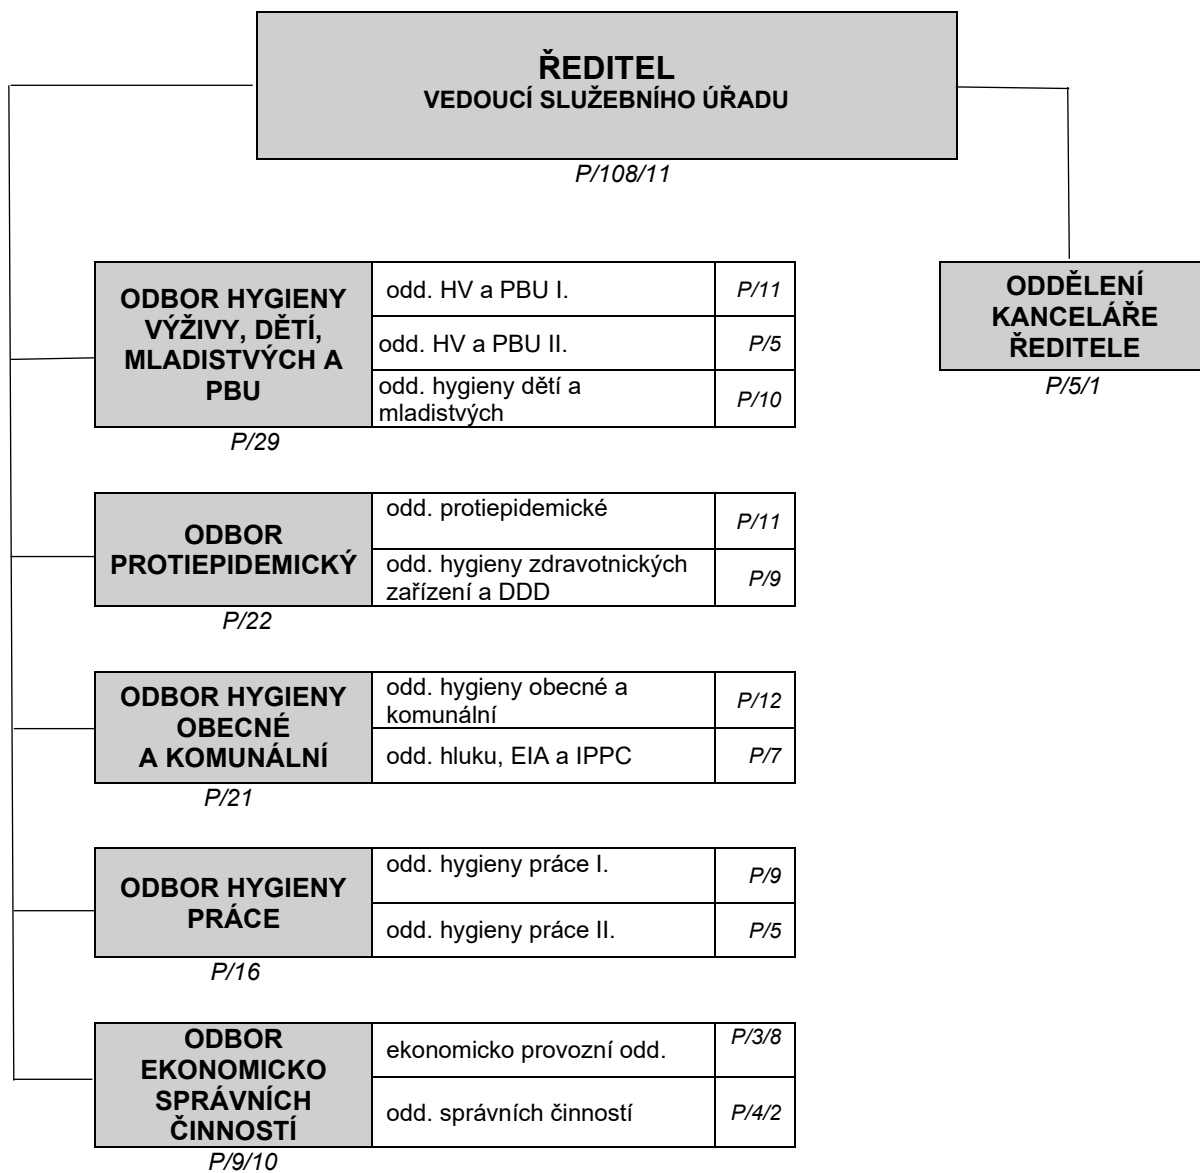 ŘEDITEL
VEDOUCÍ SLUŽEBNÍHO ÚŘADU
P/108/11
ODBOR HYGIENY
VÝŽIVY, DĚTÍ,
MLADISTVÝCH A
PBU
odd. HV a PBU I.
P/11
odd. HV a PBU II.
P/5
odd. hygieny dětí a
mladistvých
P/10
P/29
ODDĚLENÍ
KANCELÁŘE
ŘEDITELE
P/5/1
ODBOR
PROTIEPIDEMICKÝ
odd. protiepidemické
P/11
odd. hygieny zdravotnických
zařízení a DDD
P/9
P/22
ODBOR HYGIENY
OBECNÉ
A KOMUNÁLNÍ
odd. hygieny obecné a
komunální
P/12
odd. hluku, EIA a IPPC
P/7
P/21
ODBOR HYGIENY
PRÁCE
odd. hygieny práce I.
P/9
odd. hygieny práce II.
P/5
P/16
ODBOR
EKONOMICKO
SPRÁVNÍCH
ČINNOSTÍ
ekonomicko provozní odd.
P/3/8
odd. správních činností
P/4/2
P/9/10